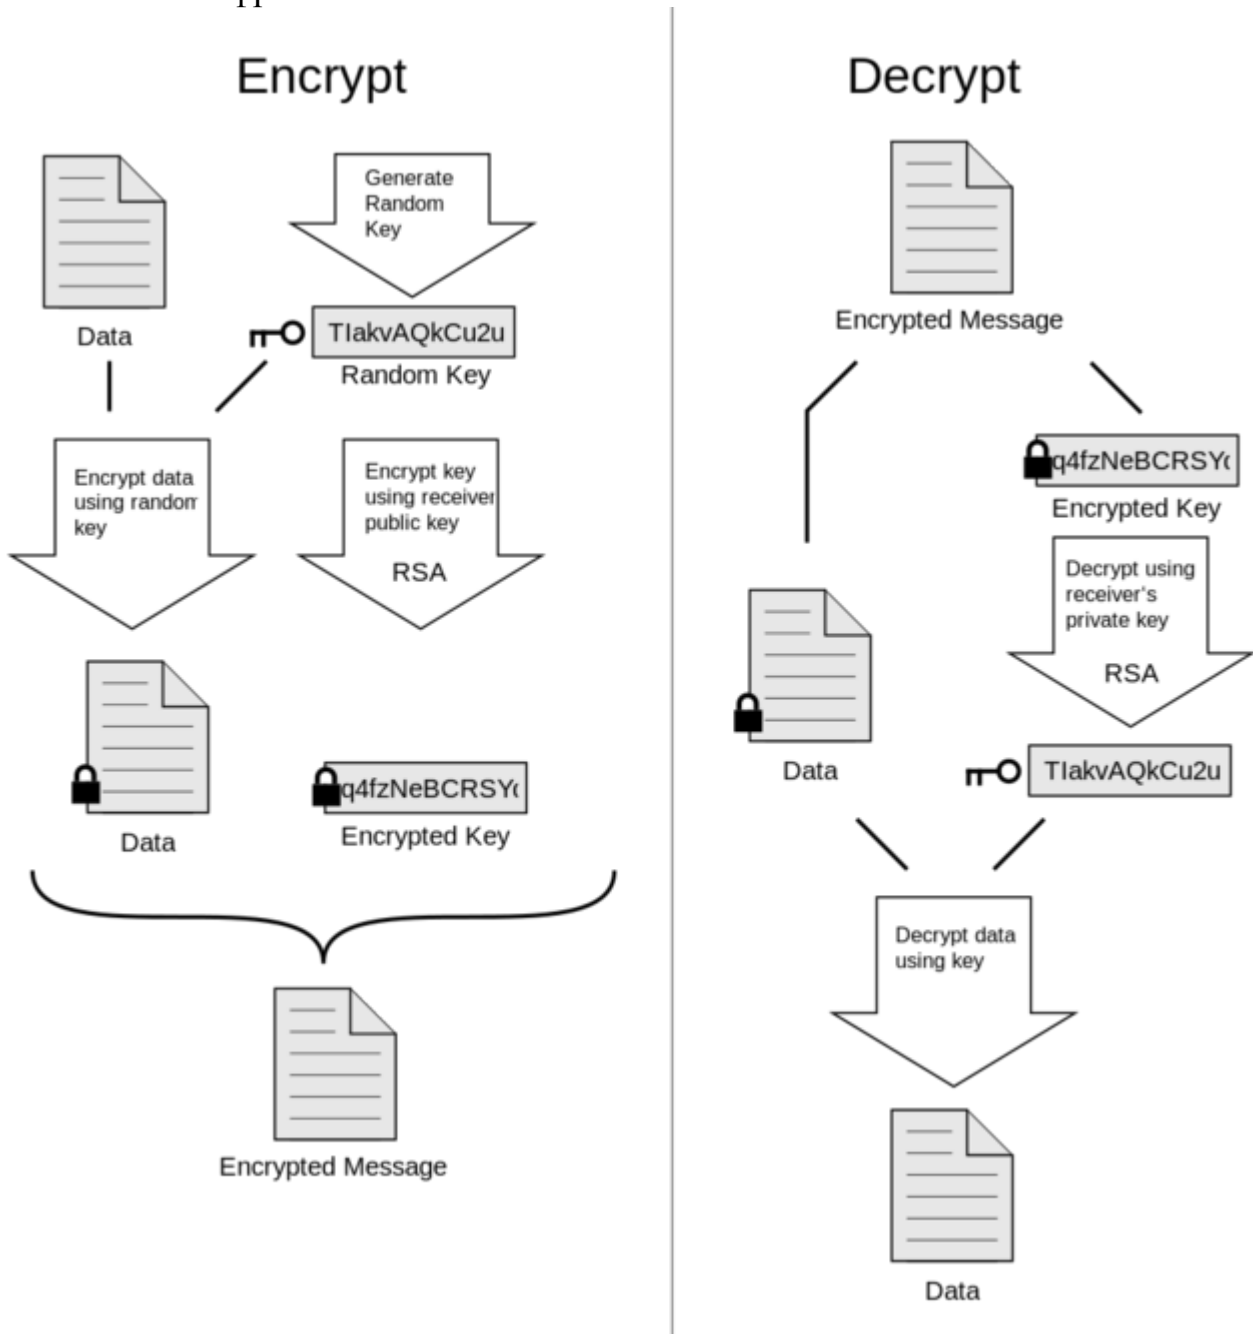 Encrypt
Generate
Random
Key
Data
TIakvAQkCu2u
Random Key
Encrypt data
using random
key
Encrypt key
using receiver
public key
RSA
Data
q4fzNeBCRSY
Encrypted Key
Encrypted Message
Decrypt
Encrypted Message
q4fzNeBCRSY
Encrypted Key
Decrypt using
receiver's
private key
RSA
Data
TIakvAQkCu2u
Decrypt data
using key
Data